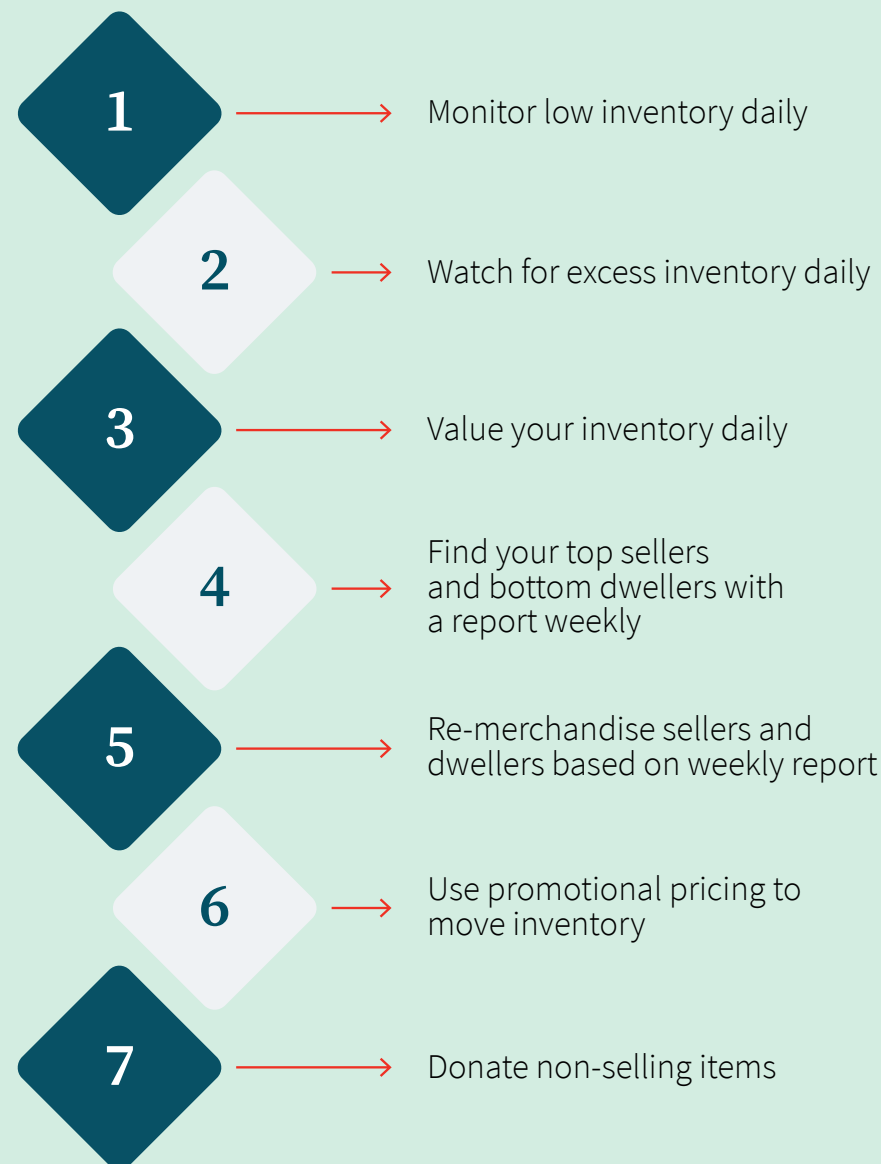 1
Monitor low inventory daily
2
Watch for excess inventory daily
3
Value your inventory daily
4
Find your top sellers
and bottom dwellers with
a report weekly
5
Re-merchandise sellers and
dwellers based on weekly report
6
Use promotional pricing to
move inventory
7
Donate non-selling items